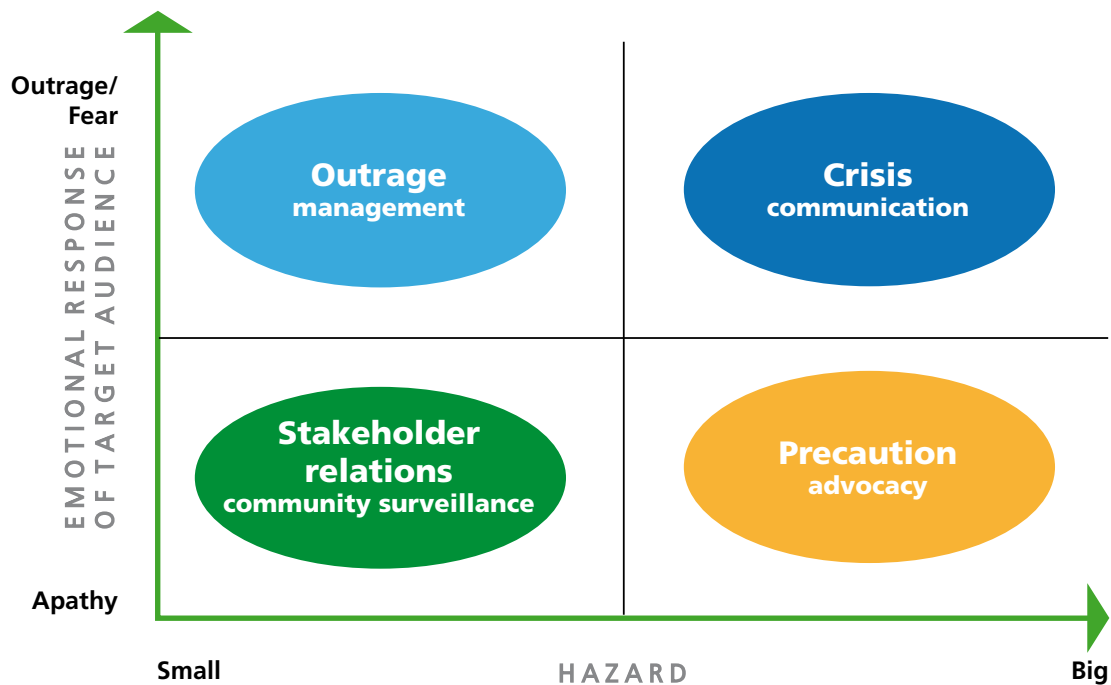 Outrage/
Fear
EMOTIONAL RESPONSE
OF TARGET AUDIENCE
Apathy
Outrage
management
Crisis
communication
Stakeholder
relations
community surveillance
Precaution
advocacy
Small
HAZARD
Big